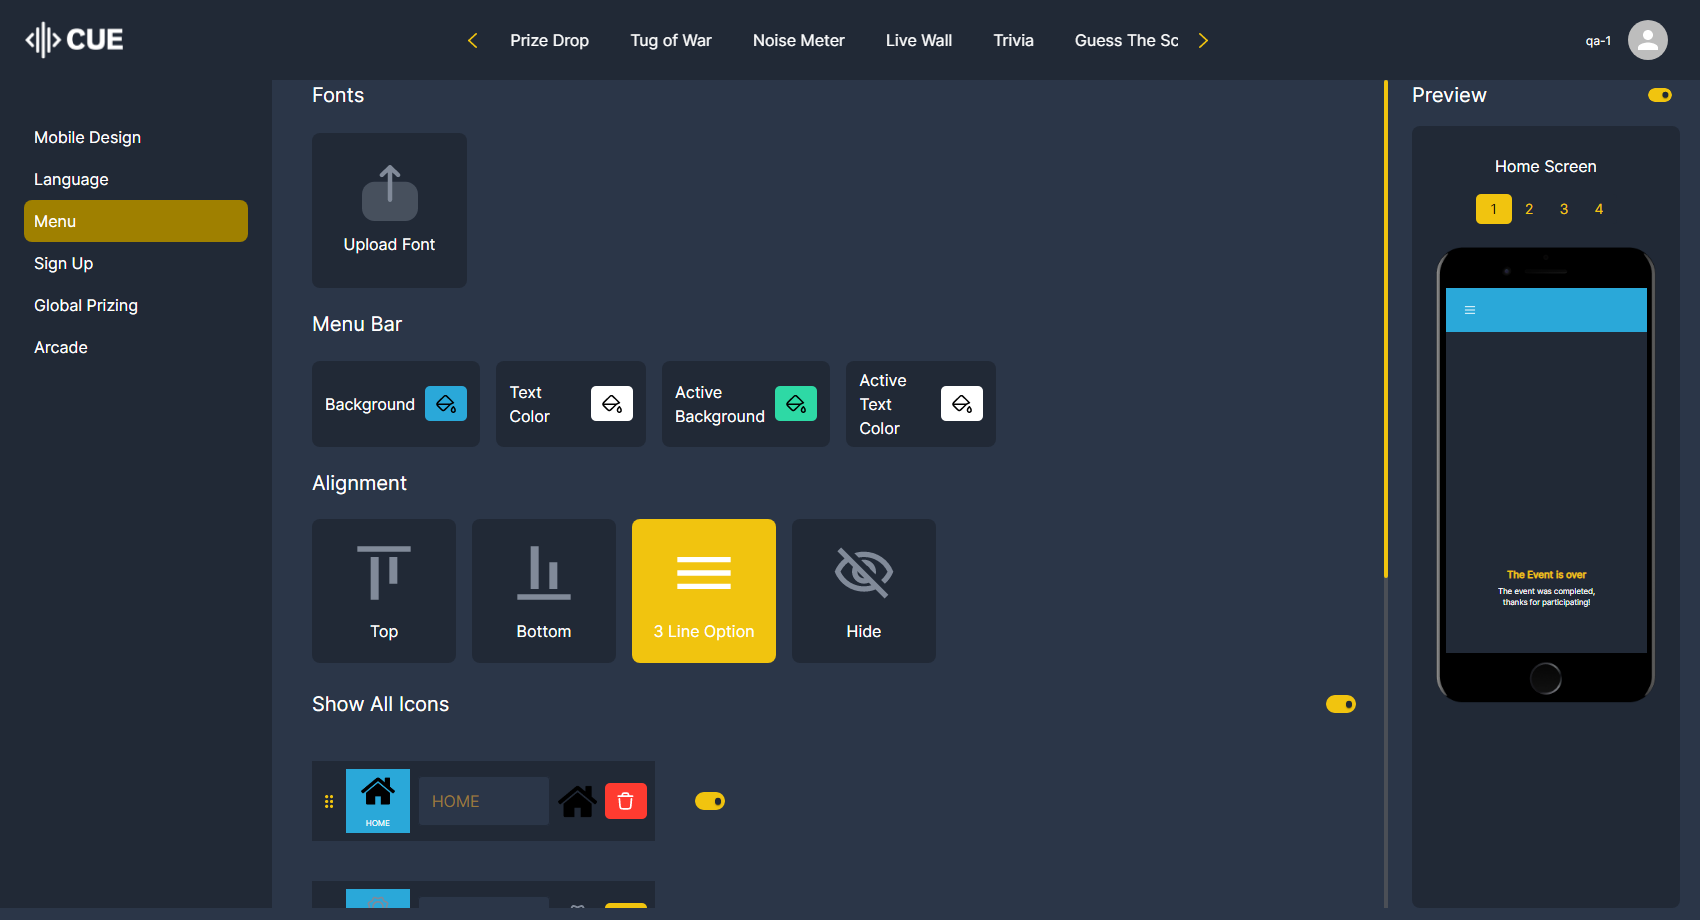 CUE
Prize Drop
Tug of War
Noise Meter
Live Wall
Trivia
Guess The Sc
qa-1
Mobile Design
Language
Menu
Sign Up
Global Prizing
Arcade
Fonts
Upload Font
Menu Bar
Background
Text
Color
Active
Background
Active
Text
Color
Alignment
Top
Bottom
3 Line Option
Hide
Show All Icons
HOME
HOME
Preview
Home Screen
1
2
3
4
The Event is over
The event was completed,
thanks for participating!